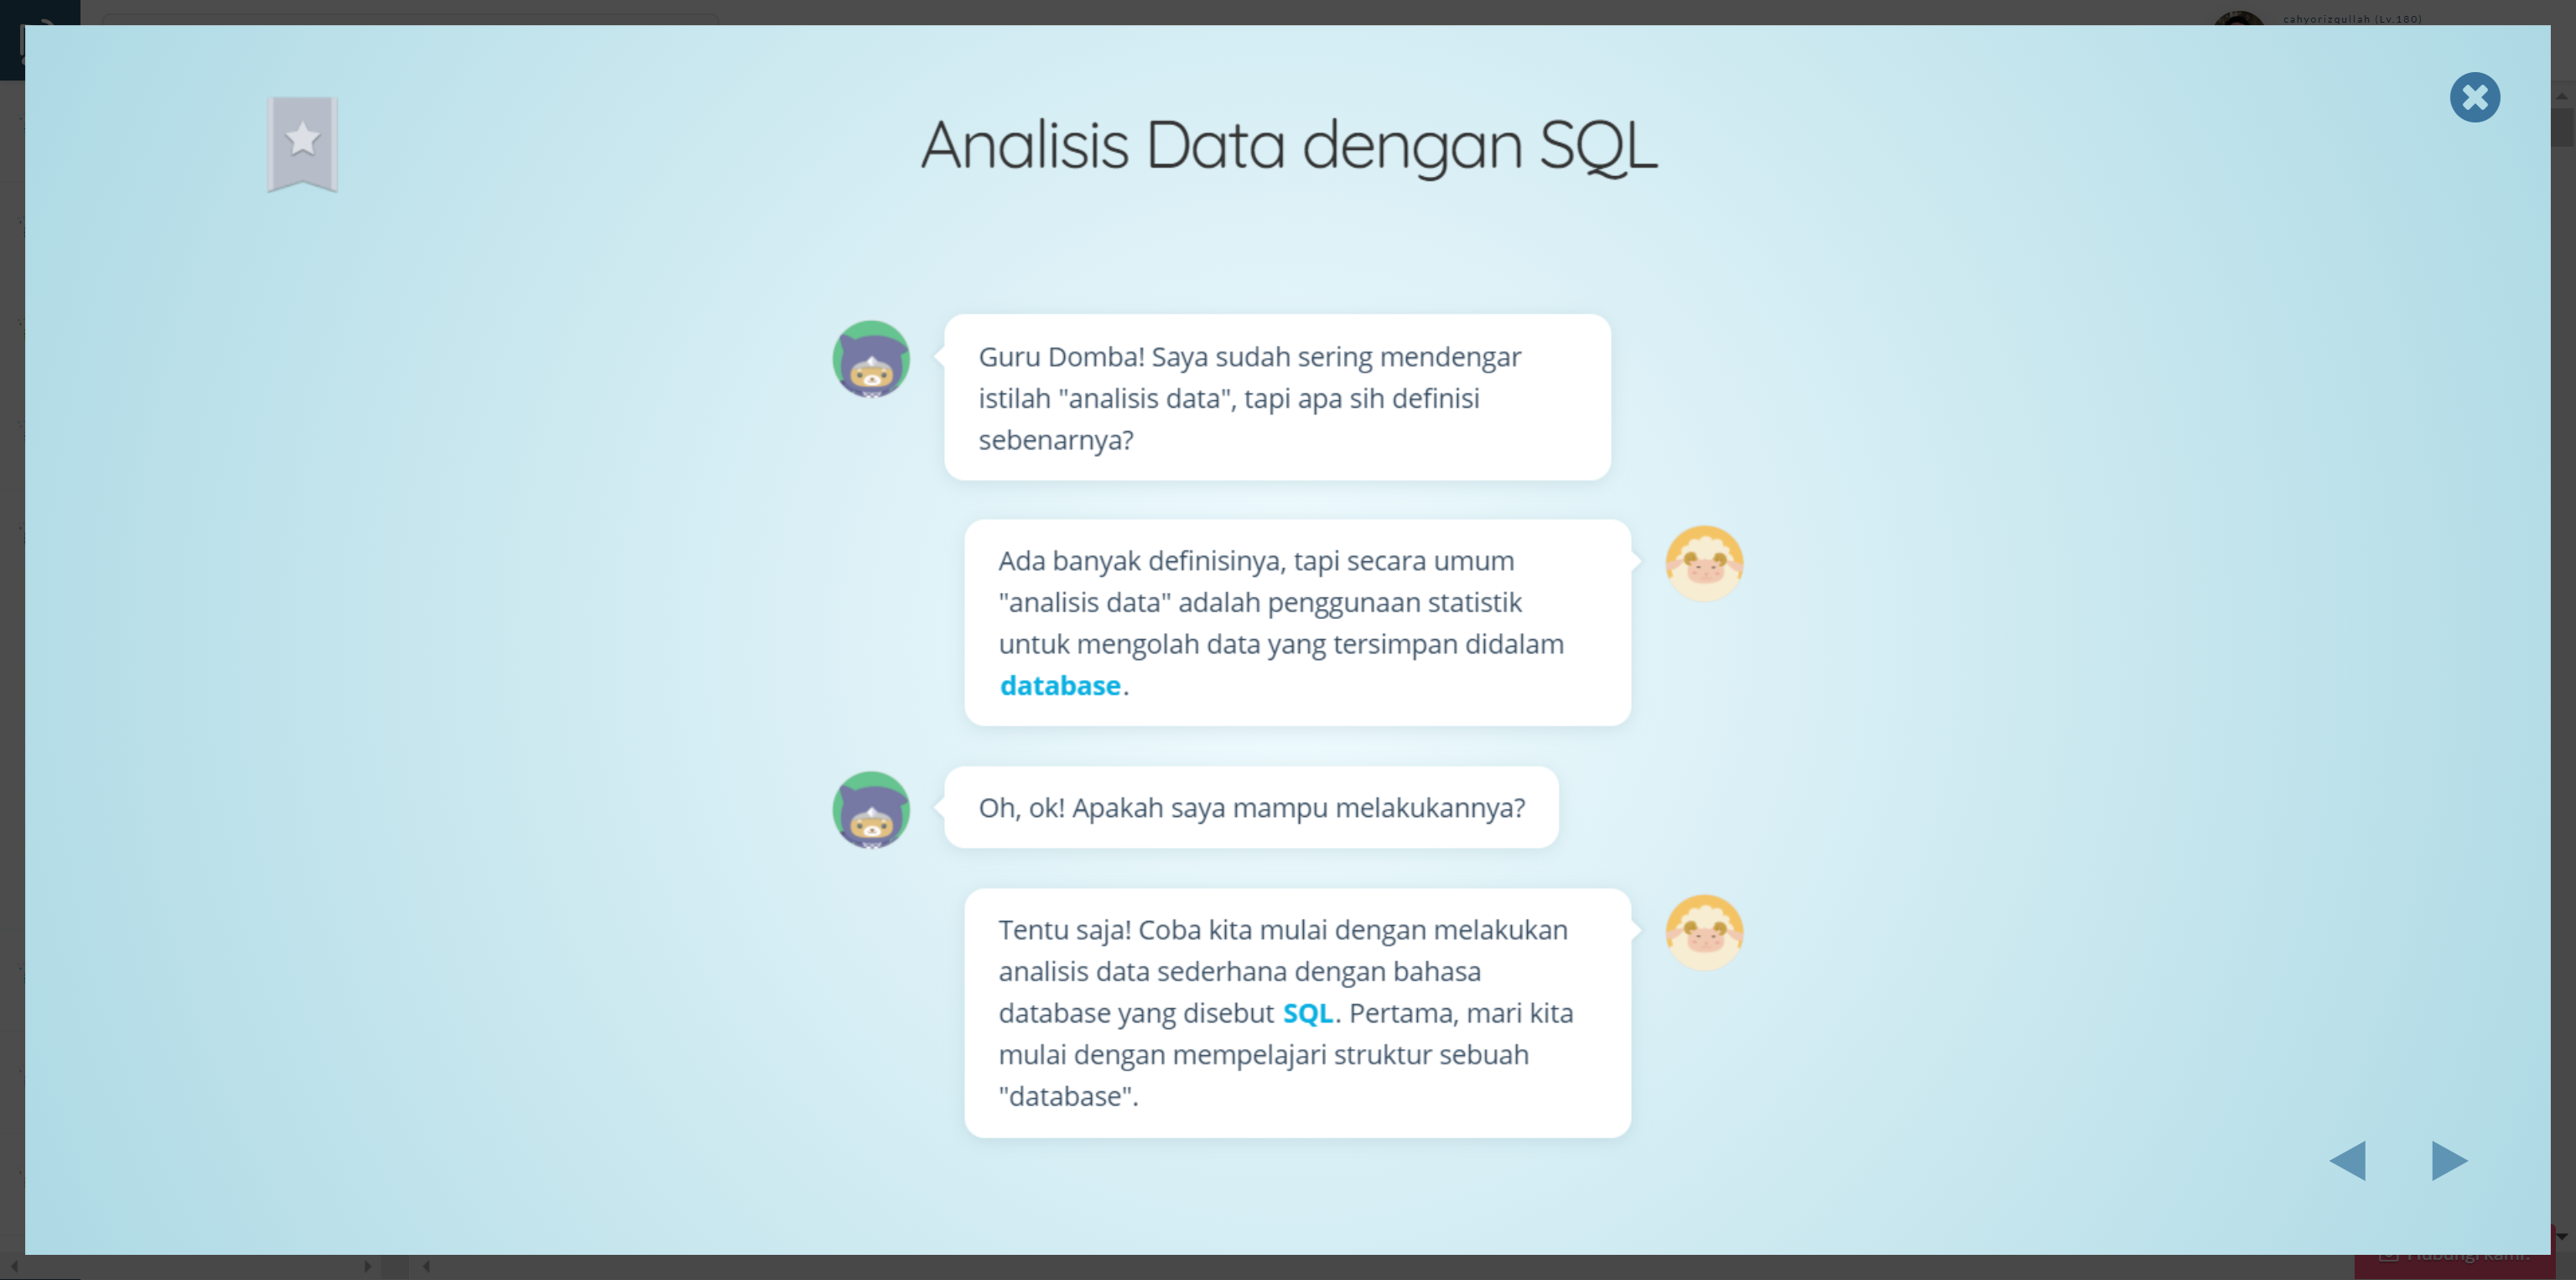 cahyorizqullah (Lv.180)
Analisis Data dengan SQL
Guru Domba! Saya sudah sering mendengar
istilah "analisis data", tapi apa sih definisi
sebenarnya?
Ada banyak definisinya, tapi secara umum
"analisis data" adalah penggunaan statistik
untuk mengolah data yang tersimpan didalam
database.
Oh, ok! Apakah saya mampu melakukannya?
Tentu saja! Coba kita mulai dengan melakukan
analisis data sederhana dengan bahasa
database yang disebut SQL. Pertama, mari kita
mulai dengan mempelajari struktur sebuah
"database".